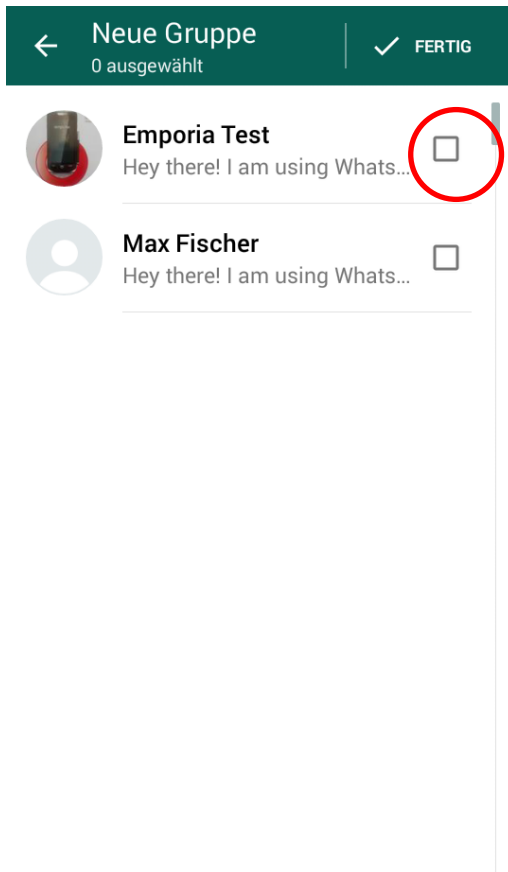 Neue Gruppe
0 ausgewählt
FERTIG
Emporia Test
Hey there! I am using Whats...
Max Fischer
Hey there! I am using Whats...